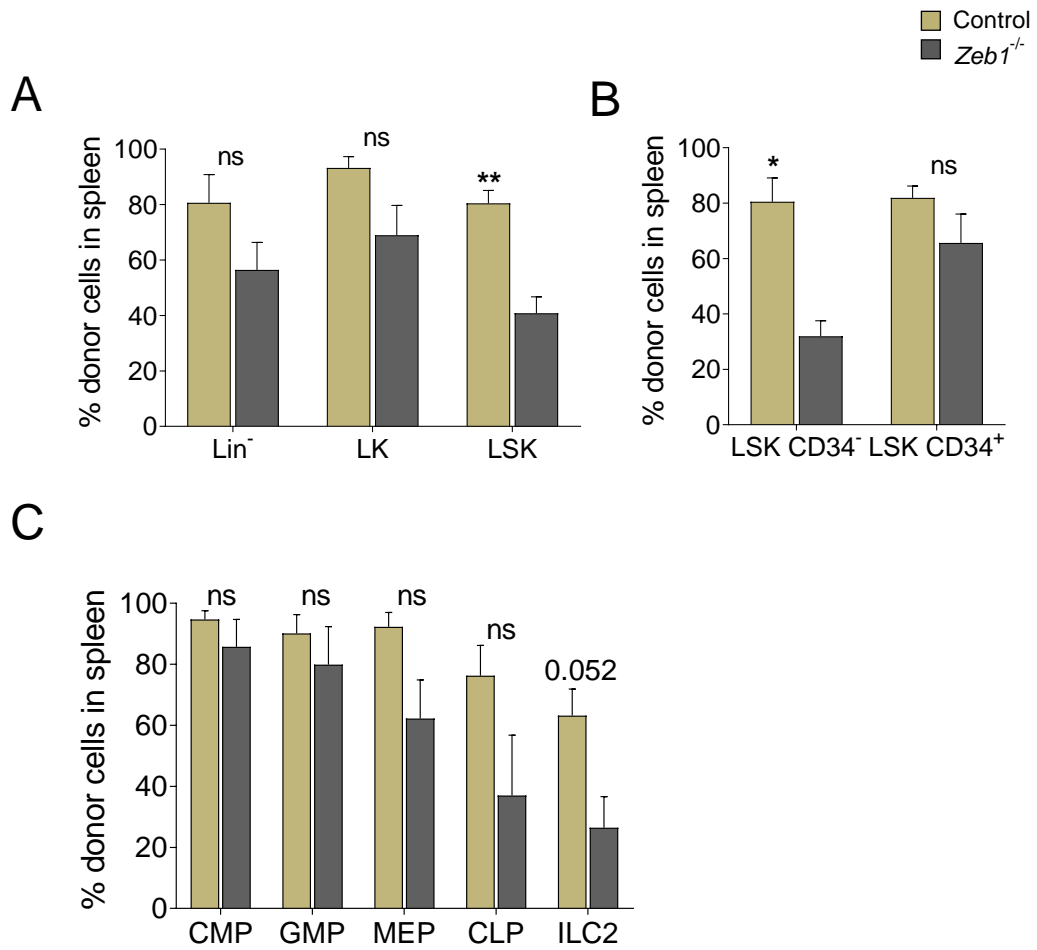 Control
Zeb1-/-
A
% donor cells in spleen
100
80
60
40
20
0
ns
ns
**
Lin-
LK
LSK
B
% donor cells in spleen
100
80
60
40
20
0
*
ns
LSK CD34-
LSK CD34+
C
% donor cells in spleen
100
80
60
40
20
0
ns
ns
ns
ns
0.052
CMP
GMP
MEP
CLP
ILC2